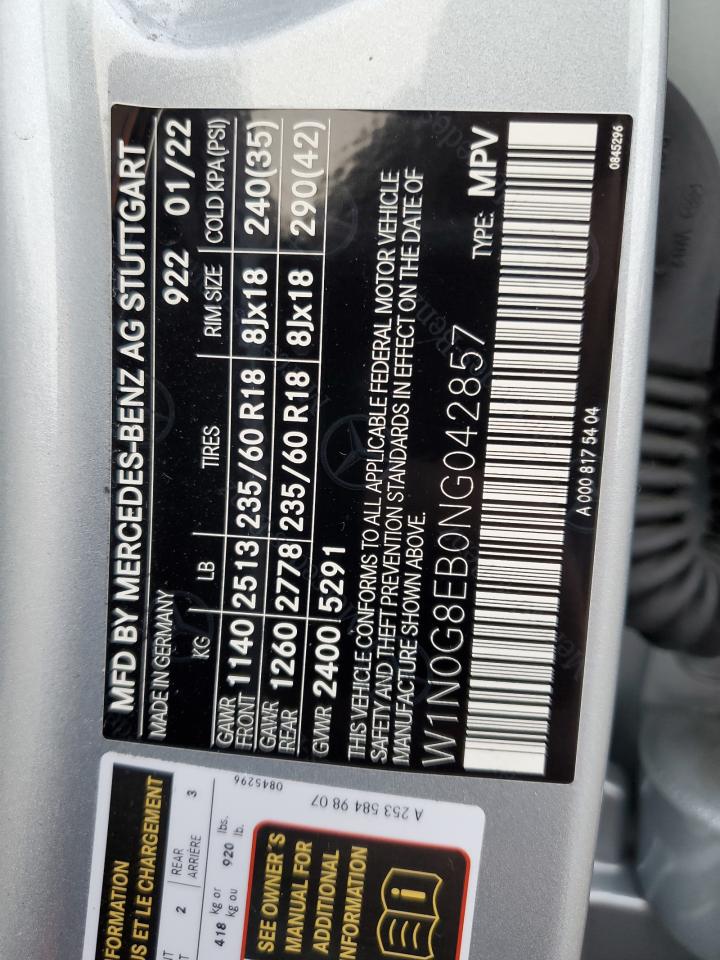 MFD BY MERCEDES-BENZ AG STUTTGART
MADE IN GERMANY 922 01/22
KG LB TIRES RIM SIZE COLD KPA(PSI)
GAWR FRONT 1140 2513 235/60 R18 8Jx18 240(35)
GAWR REAR 1260 2778 235/60 R18 8Jx18 290(42)
GVWR 2400 5291
THIS VEHICLE CONFORMS TO ALL APPLICABLE FEDERAL MOTOR VEHICLE
SAFETY AND THEFT PREVENTION STANDARDS IN EFFECT ON THE DATE OF
MANUFACTURE SHOWN ABOVE.
W1N0G8EB0NG042857 TYPE: MPV
A 000 817 54 04 0845296
ET LE CHARGEMENT
2 REAR ARRIÈRE 3
418 kg or lbs.
kg ou 920 lb.
0845296
A 253 584 98 07
SEE OWNER'S
MANUAL FOR
ADDITIONAL
INFORMATION
i